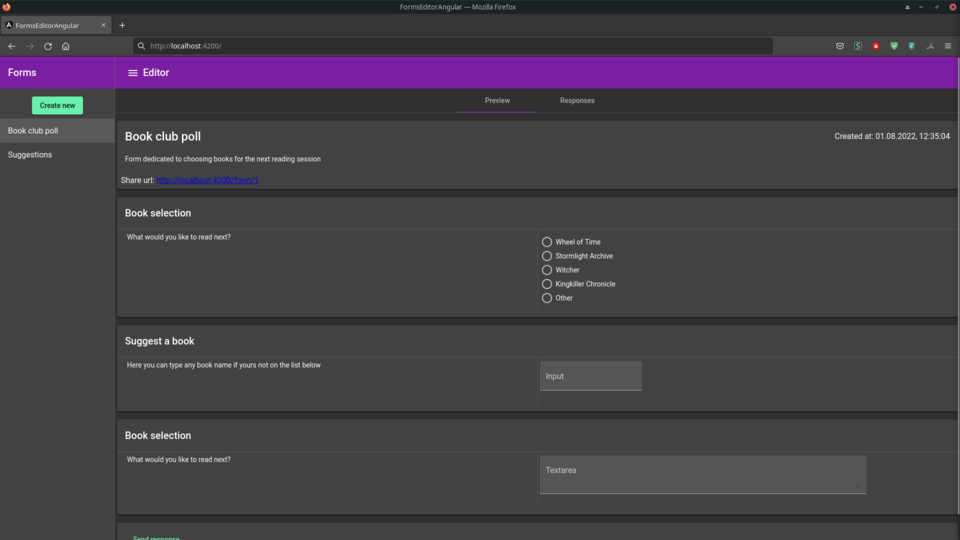 FormsEditorAngular — Mozilla Firefox
FormsEditorAngular
http://localhost:4200/
Forms
Editor
Create new
Book club poll
Suggestions
Preview
Responses
Book club poll
Created at: 01.08.2022, 12:35:04
Form dedicated to choosing books for the next reading session
Share url: http://localhost:4200/form/1
Book selection
What would you like to read next?
Wheel of Time
Stormlight Archive
Witcher
Kingkiller Chronicle
Other
Suggest a book
Here you can type any book name if yours not on the list below
Input
Book selection
What would you like to read next?
Textarea
Send response